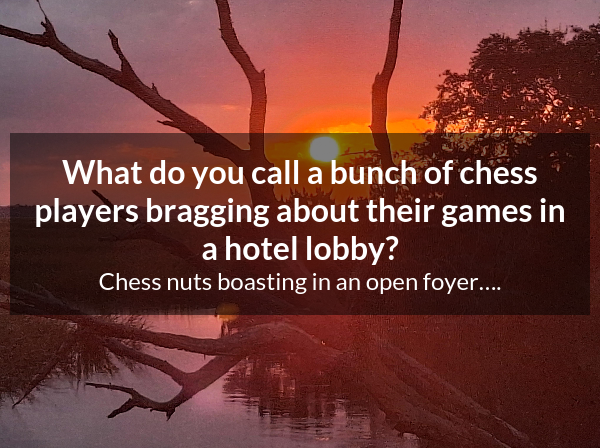 What do you call a bunch of chess
players bragging about their games in
a hotel lobby?
Chess nuts boasting in an open foyer....